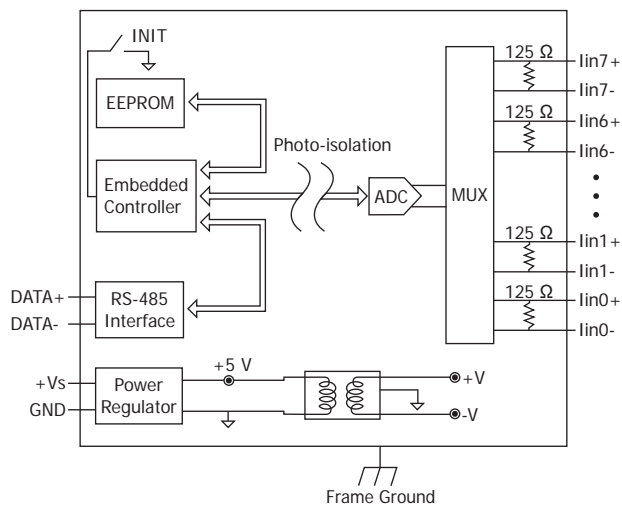 INIT
EEPROM
Photo-isolation
Embedded
Controller
ADC
MUX
125 Ω
Iin7+
Iin7-
125 Ω
Iin6+
Iin6-
125 Ω
Iin1+
Iin1-
125 Ω
Iin0+
Iin0-
DATA+
DATA-
RS-485
Interface
+Vs
GND
Power
Regulator
+5 V
+V
-V
Frame Ground